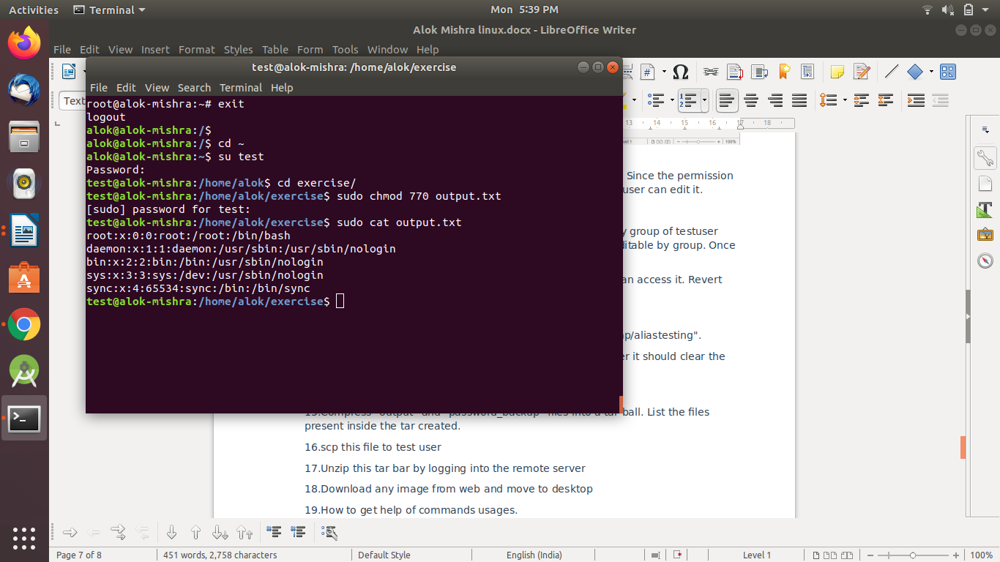 Activities Terminal Mon 5:39 PM
Alok Mishra linux.docx - LibreOffice Writer
File Edit View Insert Format Styles Table Form Tools Window Help
test@alok-mishra: /home/alok/exercise
File Edit View Search Terminal Help
Text
root@alok-mishra:~# exit
logout
alok@alok-mishra:/$
alok@alok-mishra:/$ cd ~
alok@alok-mishra:~$ su test
Password:
test@alok-mishra:/home/alok$ cd exercise/
test@alok-mishra:/home/alok/exercise$ sudo chmod 770 output.txt
[sudo] password for test:
test@alok-mishra:/home/alok/exercise$ sudo cat output.txt
root:x:0:0:root:/root:/bin/bash
daemon:x:1:1:daemon:/usr/sbin:/usr/sbin/nologin
bin:x:2:2:bin:/bin:/usr/sbin/nologin
sys:x:3:3:sys:/dev:/usr/sbin/nologin
sync:x:4:65534:sync:/bin:/bin/sync
test@alok-mishra:/home/alok/exercise$
13 14 15 16 17 18
Since the permission
user can edit it.
group of testuser
editable by group. Once
an access it. Revert
p/aliastesting".
it should clear the
ball. List the files
present inside the tar created.
16.scp this file to test user
17.Unzip this tar bar by logging into the remote server
18.Download any image from web and move to desktop
19.How to get help of commands usages.
Page 7 of 8 451 words, 2,758 characters Default Style English (India) Level 1 100%